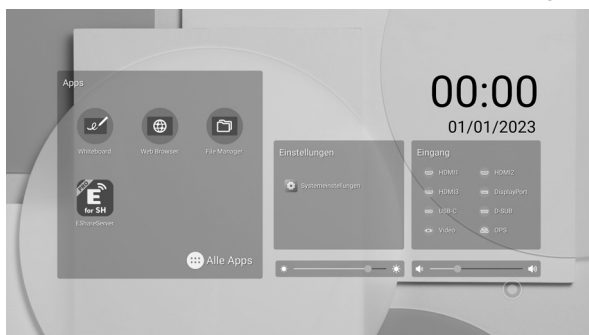 Apps
00:00
01/01/2023
Whiteboard
Web Browser
File Manager
PRO
E
for SH
EShareServer
Alle Apps
Einstellungen
Systemeinstellungen
Eingang
HDMI1
HDMI2
HDMI3
DisplayPort
USB-C
D-SUB
Video
OPS